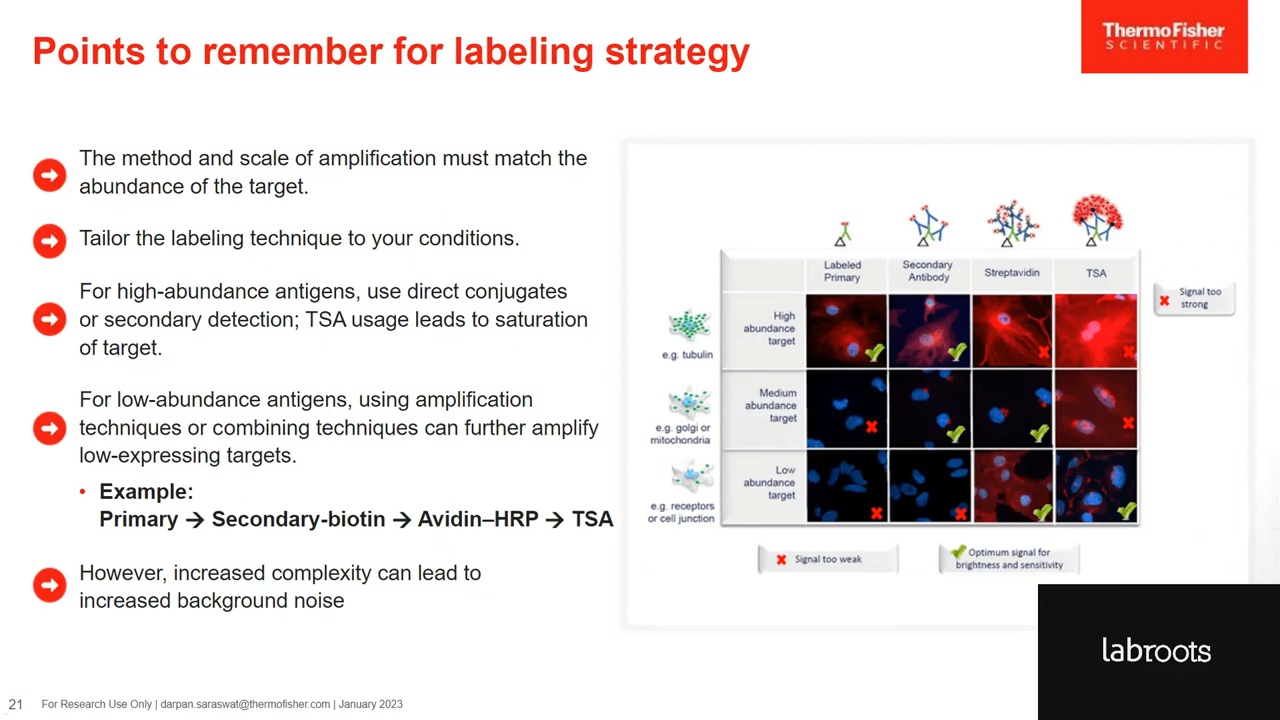 Points to remember for labeling strategy
ThermoFisher
SCIENTIFIC
The method and scale of amplification must match the
abundance of the target.
Tailor the labeling technique to your conditions.
For high-abundance antigens, use direct conjugates
or secondary detection; TSA usage leads to saturation
of target.
For low-abundance antigens, using amplification
techniques or combining techniques can further amplify
low-expressing targets.
• Example:
Primary → Secondary-biotin → Avidin–HRP → TSA
However, increased complexity can lead to
increased background noise
Labeled
Primary
Secondary
Antibody
Streptavidin
TSA
High
abundance
target
e.g. tubulin
Medium
abundance
target
e.g. golgi or
mitochondria
Low
abundance
target
e.g. receptors
or cell junction
Signal too
strong
Signal too weak
Optimum signal for
brightness and sensitivity
labroots
21 For Research Use Only | darpan.saraswat@thermofisher.com | January 2023